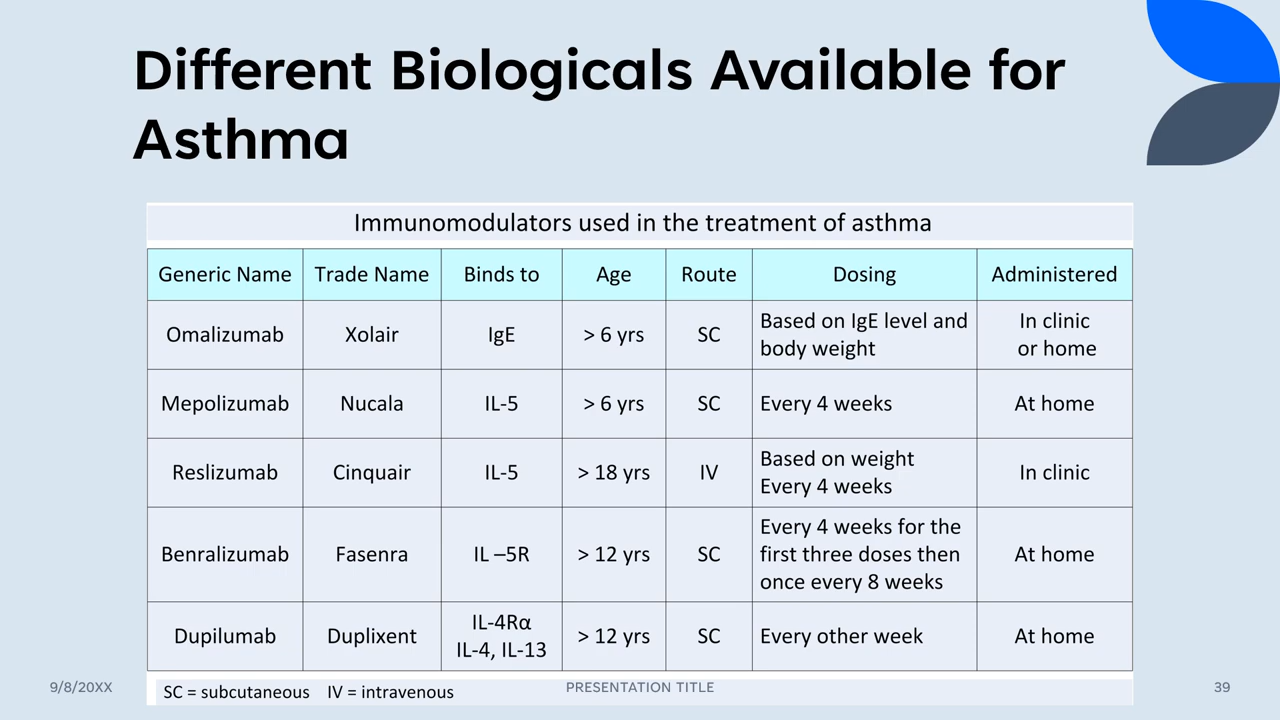 Different Biologicals Available for
Asthma
Immunomodulators used in the treatment of asthma
Generic Name Trade Name Binds to Age Route Dosing Administered
Omalizumab Xolair IgE > 6 yrs SC Based on IgE level and
body weight In clinic
or home
Mepolizumab Nucala IL-5 > 6 yrs SC Every 4 weeks At home
Reslizumab Cinquair IL-5 > 18 yrs IV Based on weight
Every 4 weeks In clinic
Benralizumab Fasenra IL –5R > 12 yrs SC Every 4 weeks for the
first three doses then
once every 8 weeks At home
Dupilumab Duplixent IL-4Rα
IL-4, IL-13 > 12 yrs SC Every other week At home
SC = subcutaneous IV = intravenous
9/8/20XX PRESENTATION TITLE 39